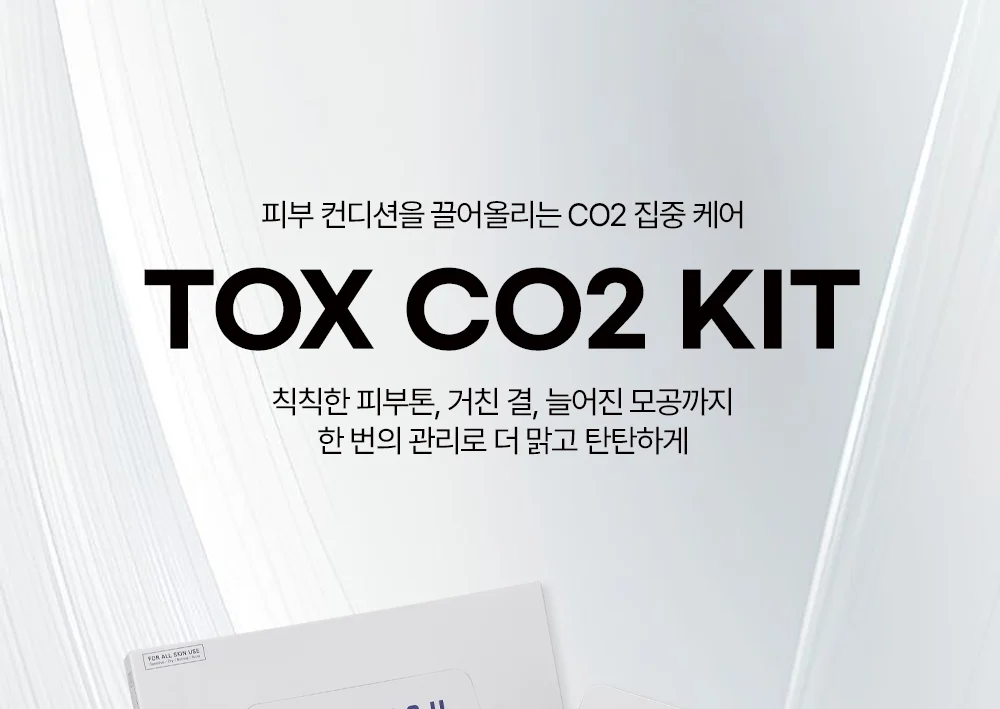 피부 컨디션을 끌어올리는 CO2 집중 케어
TOX CO2 KIT
칙칙한 피부톤, 거친 결, 늘어진 모공까지
한 번의 관리로 더 맑고 탄탄하게
FOR ALL SKIN USE